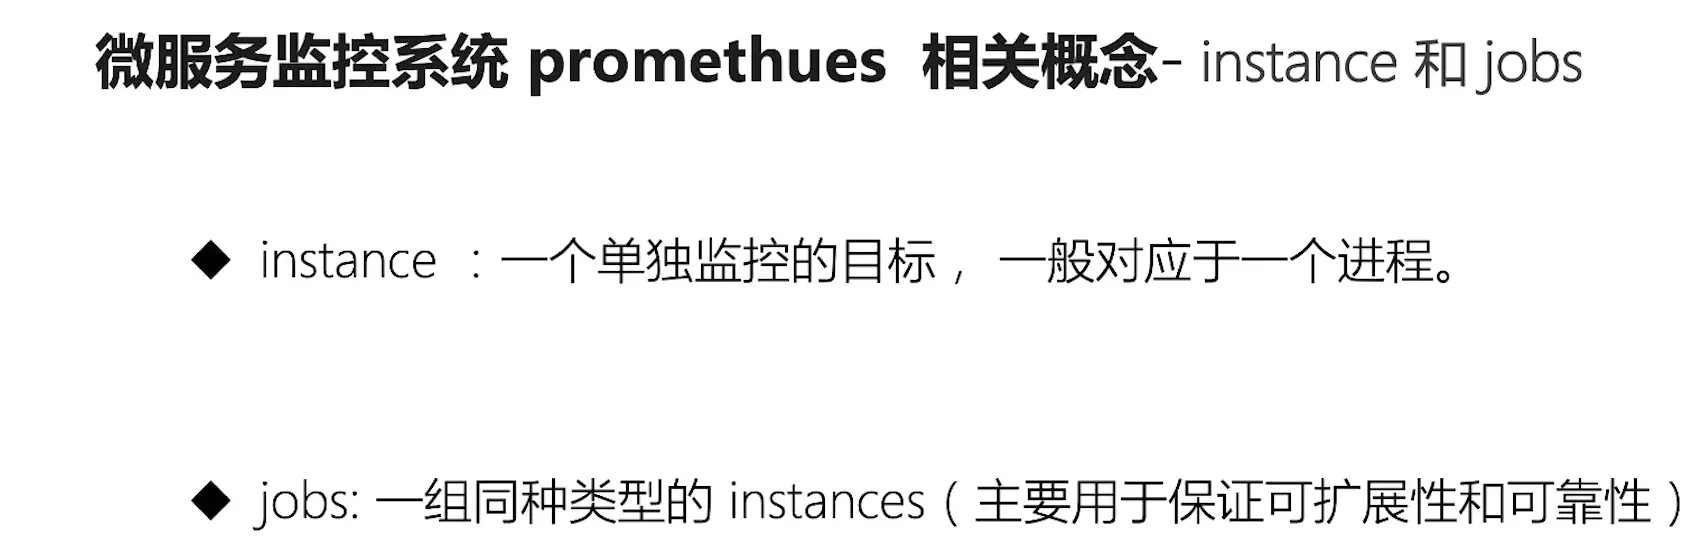 微服务监控系统 promethues 相关概念- instance 和 jobs
◆ instance ：一个单独监控的目标， 一般对应于一个进程。
◆ jobs: 一组同种类型的 instances（主要用于保证可扩展性和可靠性）